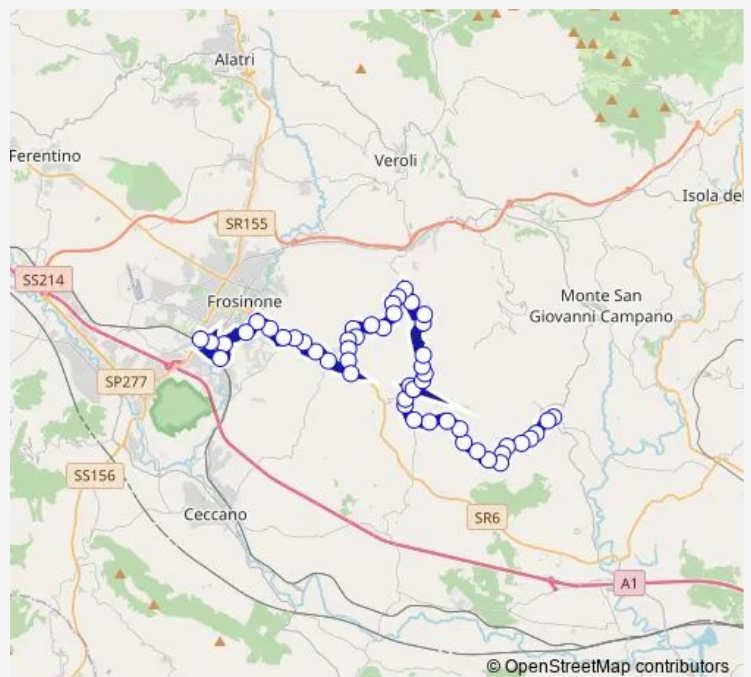 Alatri
Ferentino
Veroli
Isola del
SR155
SS214
Frosinone
Monte San
Giovanni Campano
SP277
SS156
Ceccano
SR6
A1
© OpenStreetMap contributors